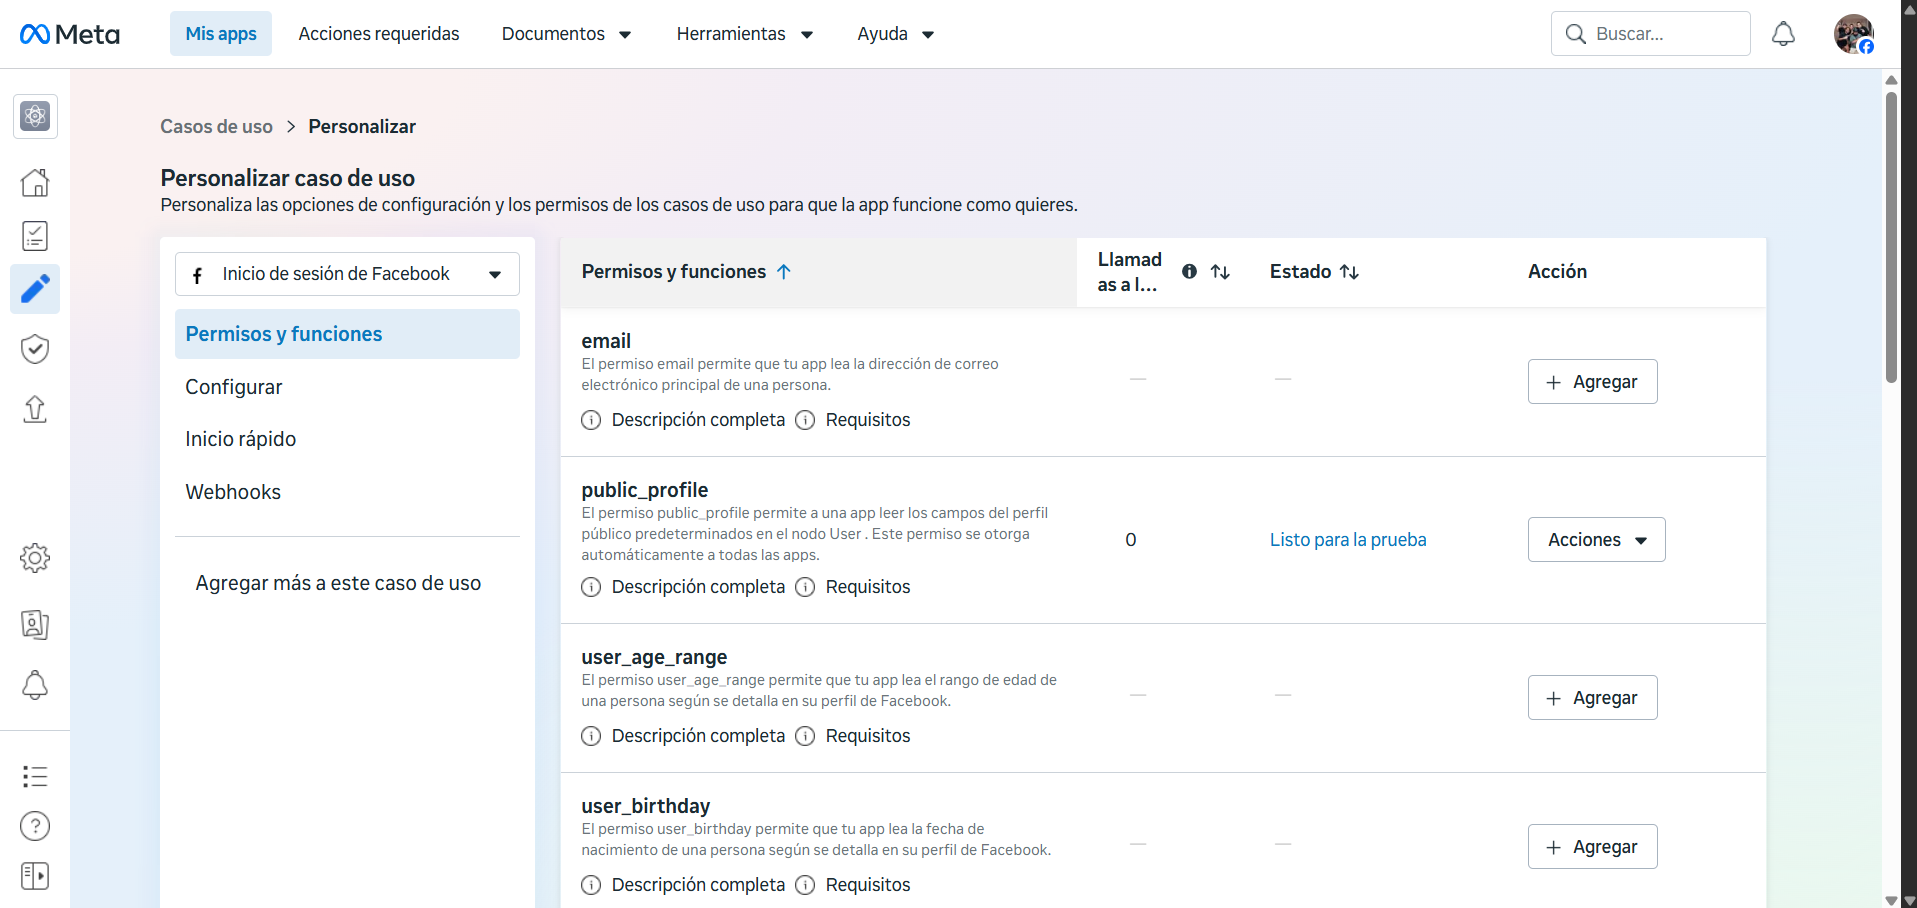 Meta
Mis apps
Acciones requeridas
Documentos
Herramientas
Ayuda
Buscar...
Casos de uso > Personalizar
Personalizar caso de uso
Personaliza las opciones de configuración y los permisos de los casos de uso para que la app funcione como quieres.
Inicio de sesión de Facebook
Permisos y funciones
Configurar
Inicio rápido
Webhooks
Agregar más a este caso de uso
Permisos y funciones
Llamad
as a l...
Estado
Acción
email
El permiso email permite que tu app lea la dirección de correo
electrónico principal de una persona.
Descripción completa Requisitos
—
—
+ Agregar
public_profile
El permiso public_profile permite a una app leer los campos del perfil
público predeterminados en el nodo User . Este permiso se otorga
automáticamente a todas las apps.
Descripción completa Requisitos
0
Listo para la prueba
Acciones
user_age_range
El permiso user_age_range permite que tu app lea el rango de edad de
una persona según se detalla en su perfil de Facebook.
Descripción completa Requisitos
—
—
+ Agregar
user_birthday
El permiso user_birthday permite que tu app lea la fecha de
nacimiento de una persona según se detalla en su perfil de Facebook.
Descripción completa Requisitos
—
—
+ Agregar